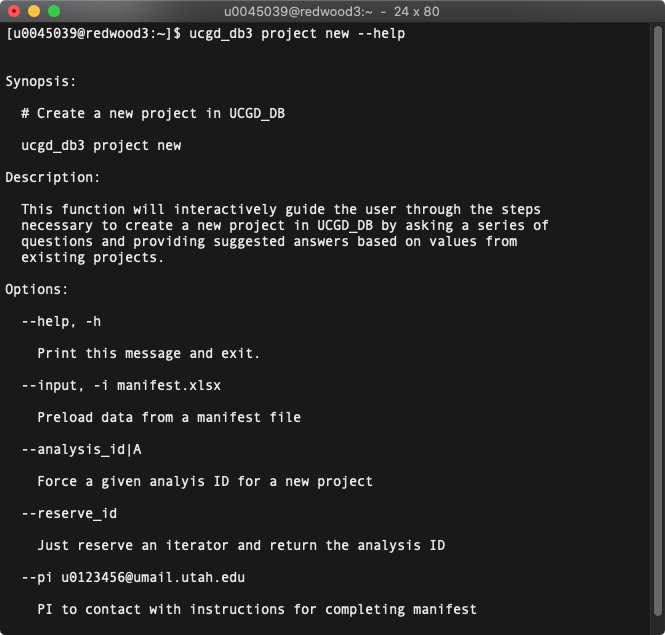 u0045039@redwood3:~ - 24 x 80
[u0045039@redwood3:~]$ ucgd_db3 project new --help
Synopsis:
# Create a new project in UCGD_DB
ucgd_db3 project new
Description:
This function will interactively guide the user through the steps
necessary to create a new project in UCGD_DB by asking a series of
questions and providing suggested answers based on values from
existing projects.
Options:
--help, -h
Print this message and exit.
--input, -i manifest.xlsx
Preload data from a manifest file
--analysis_id|A
Force a given analyis ID for a new project
--reserve_id
Just reserve an iterator and return the analysis ID
--pi u0123456@umail.utah.edu
PI to contact with instructions for completing manifest